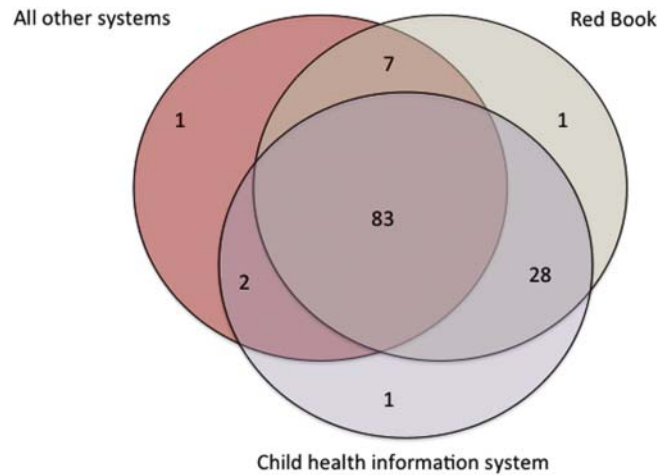 All other systems
Red Book
7
1
1
83
2
28
1
Child health information system